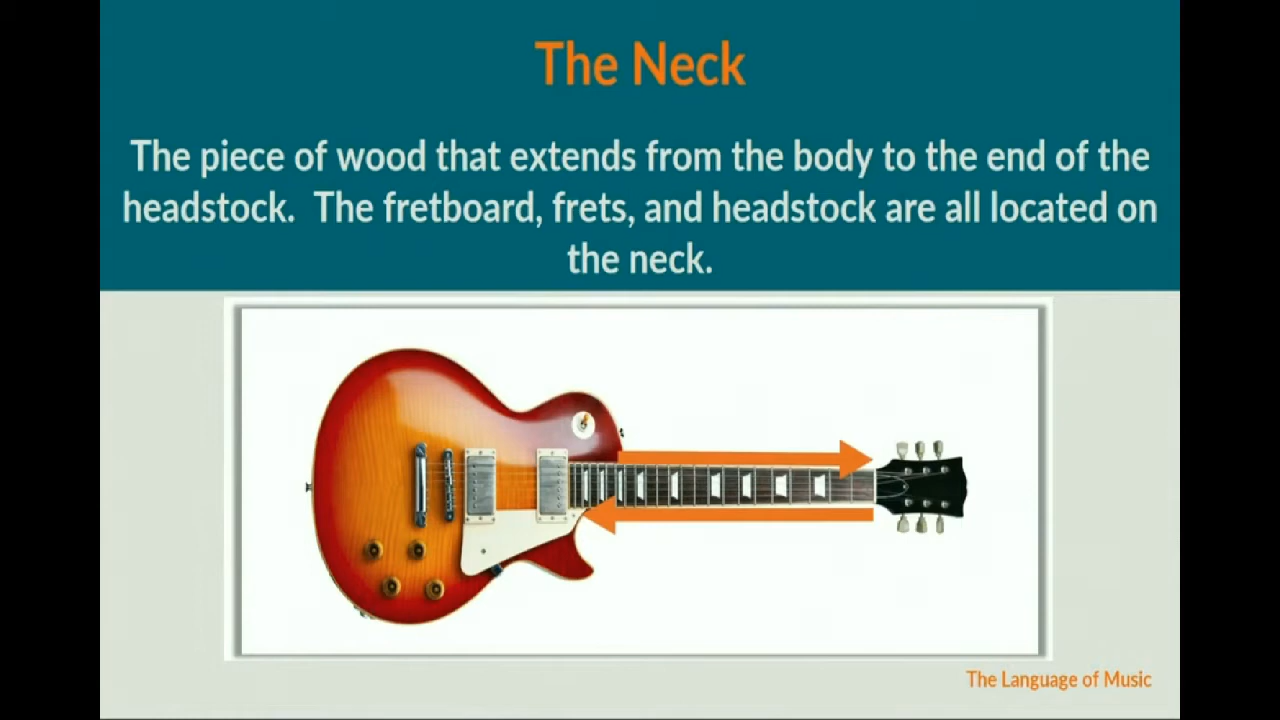 The Neck
The piece of wood that extends from the body to the end of the
headstock.  The fretboard, frets, and headstock are all located on
the neck.
The Language of Music